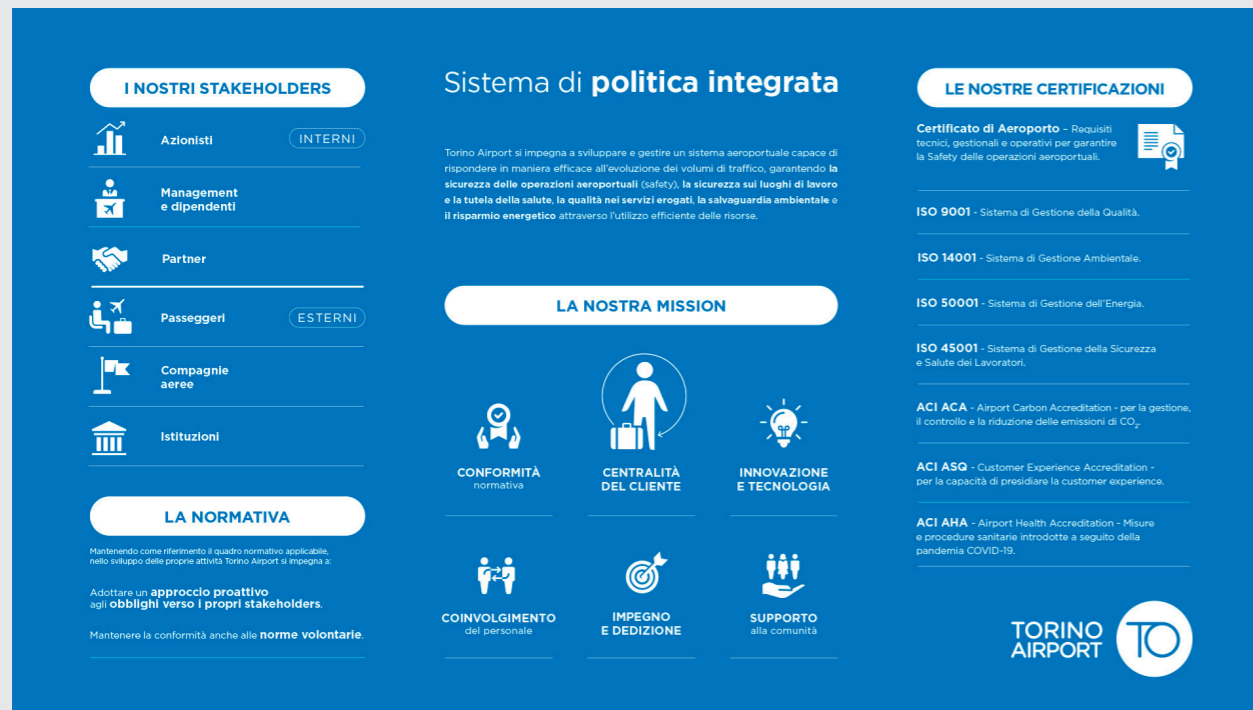 I NOSTRI STAKEHOLDERS
Azionisti
INTERNI
Management
e dipendenti
Partner
Passeggeri
ESTERNI
Compagnie
aeree
Istituzioni
LA NORMATIVA
Mantenendo come riferimento il quadro normativo applicabile,
nello sviluppo delle proprie attività Torino Airport si impegna a:
Adottare un approccio proattivo
agli obblighi verso i propri stakeholders.
Mantenere la conformità anche alle norme volontarie.
Sistema di politica integrata
Torino Airport si impegna a sviluppare e gestire un sistema aeroportuale capace di
rispondere in maniera efficace all'evoluzione dei volumi di traffico, garantendo la
sicurezza delle operazioni aeroportuali (safety), la sicurezza sui luoghi di lavoro
e la tutela della salute, la qualità nei servizi erogati, la salvaguardia ambientale e
il risparmio energetico attraverso l'utilizzo efficiente delle risorse.
LA NOSTRA MISSION
CONFORMITÀ
normativa
CENTRALITÀ
DEL CLIENTE
INNOVAZIONE
E TECNOLOGIA
COINVOLGIMENTO
del personale
IMPEGNO
E DEDIZIONE
SUPPORTO
alla comunità
LE NOSTRE CERTIFICAZIONI
Certificato di Aeroporto – Requisiti
tecnici, gestionali e operativi per garantire
la Safety delle operazioni aeroportuali.
ISO 9001 - Sistema di Gestione della Qualità.
ISO 14001 - Sistema di Gestione Ambientale.
ISO 50001 - Sistema di Gestione dell'Energia.
ISO 45001 - Sistema di Gestione della Sicurezza
e Salute dei Lavoratori.
ACI ACA - Airport Carbon Accreditation - per la gestione,
il controllo e la riduzione delle emissioni di CO₂.
ACI ASQ - Customer Experience Accreditation -
per la capacità di presidiare la customer experience.
ACI AHA - Airport Health Accreditation - Misure
e procedure sanitarie introdotte a seguito della
pandemia COVID-19.
TORINO
AIRPORT
TO